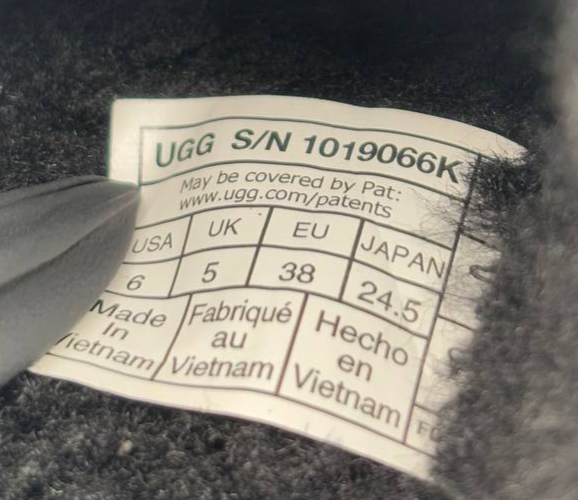 UGG S/N 1019066K
May be covered by Pat:
www.ugg.com/patents
USA UK EU JAPAN
6 5 38 24.5
Made In Vietnam
Fabriqué au Vietnam
Hecho en Vietnam